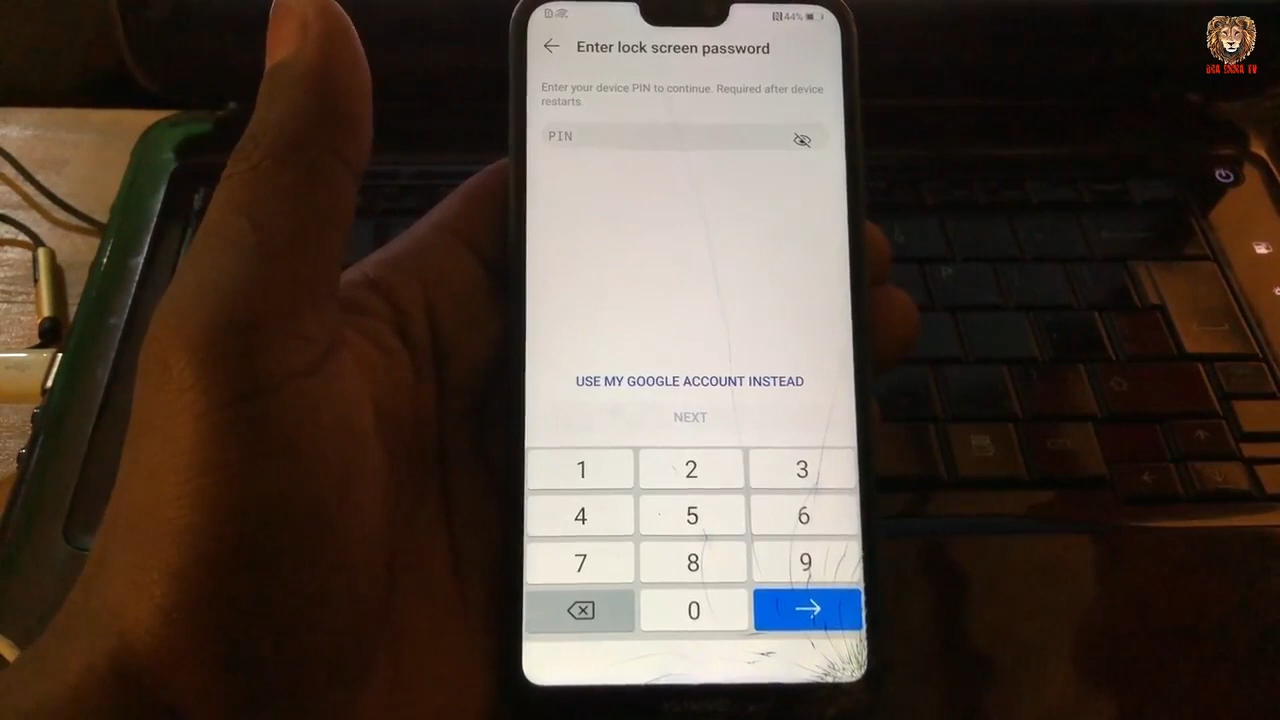 44%
Enter lock screen password
Enter your device PIN to continue. Required after device
restarts.
PIN
USE MY GOOGLE ACCOUNT INSTEAD
NEXT
1 2 3
4 5 6
7 8 9
0